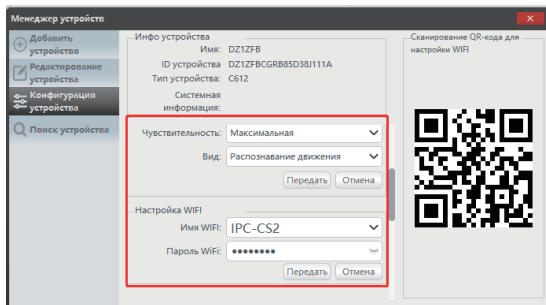 Менеджер устройств
Добавить
устройство
Редактирование
устройства
Конфигурация
устройства
Поиск устройства
Инфо устройства
Имя: DZ1ZFB
ID устройства DZ1ZFBCGRB85D38J111A
Тип устройства: C612
Системная
информация:
Чувствительность: Максимальная
Вид: Распознавание движения
Передать Отмена
Настройка WIFI
Имя WIFI: IPC-CS2
Пароль WiFi: ●●●●●●●●
Передать Отмена
Сканирование QR-кода для
настройки WIFI